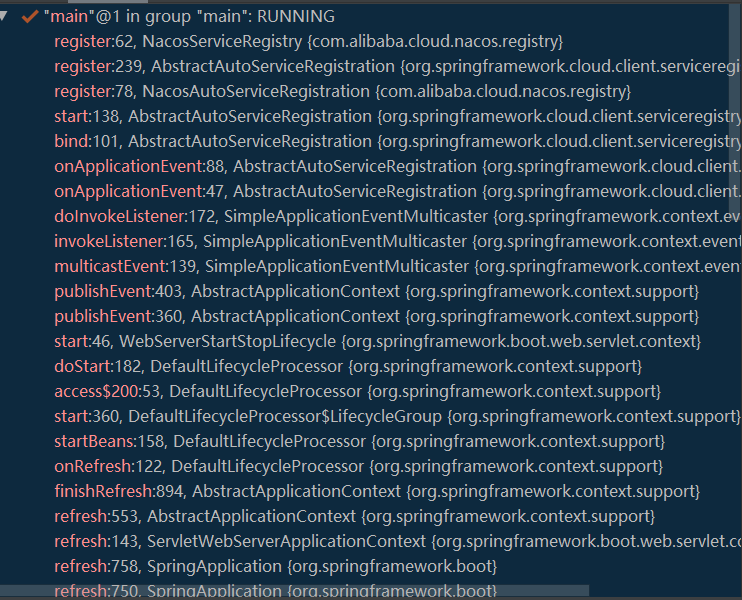 "main"@1 in group "main": RUNNING
register:62, NacosServiceRegistry {com.alibaba.cloud.nacos.registry}
register:239, AbstractAutoServiceRegistration {org.springframework.cloud.client.serviceregi
register:78, NacosAutoServiceRegistration {com.alibaba.cloud.nacos.registry}
start:138, AbstractAutoServiceRegistration {org.springframework.cloud.client.serviceregistry
bind:101, AbstractAutoServiceRegistration {org.springframework.cloud.client.serviceregistry
onApplicationEvent:88, AbstractAutoServiceRegistration {org.springframework.cloud.client.
onApplicationEvent:47, AbstractAutoServiceRegistration {org.springframework.cloud.client.
doInvokeListener:172, SimpleApplicationEventMulticaster {org.springframework.context.ev
invokeListener:165, SimpleApplicationEventMulticaster {org.springframework.context.event
multicastEvent:139, SimpleApplicationEventMulticaster {org.springframework.context.even
publishEvent:403, AbstractApplicationContext {org.springframework.context.support}
publishEvent:360, AbstractApplicationContext {org.springframework.context.support}
start:46, WebServerStartStopLifecycle {org.springframework.boot.web.servlet.context}
doStart:182, DefaultLifecycleProcessor {org.springframework.context.support}
access$200:53, DefaultLifecycleProcessor {org.springframework.context.support}
start:360, DefaultLifecycleProcessor$LifecycleGroup {org.springframework.context.support}
startBeans:158, DefaultLifecycleProcessor {org.springframework.context.support}
onRefresh:122, DefaultLifecycleProcessor {org.springframework.context.support}
finishRefresh:894, AbstractApplicationContext {org.springframework.context.support}
refresh:553, AbstractApplicationContext {org.springframework.context.support}
refresh:143, ServletWebServerApplicationContext {org.springframework.boot.web.servlet.co
refresh:758, SpringApplication {org.springframework.boot}
refresh:750, SpringApplication {org.springframework.boot}